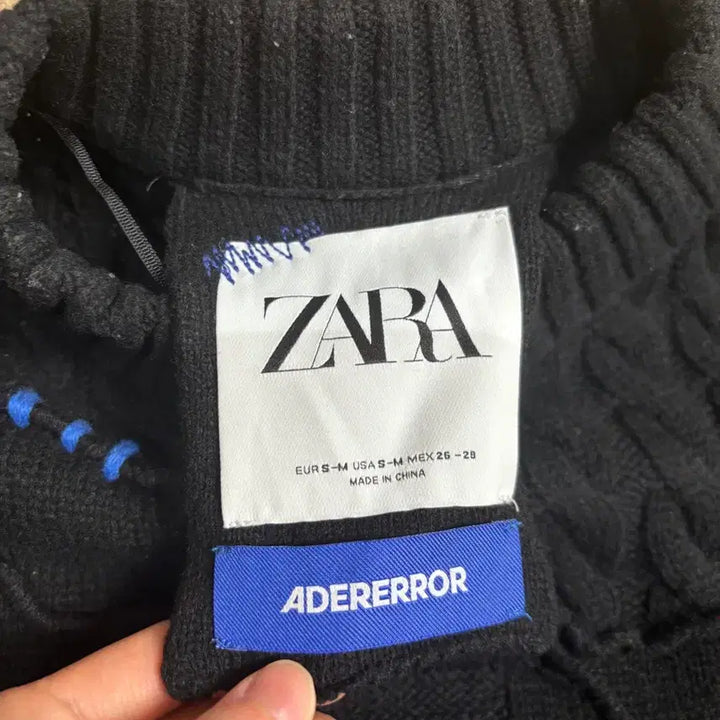 ZARA
EUR S-M USA S-M MEX 26-28
MADE IN CHINA
ADERERROR